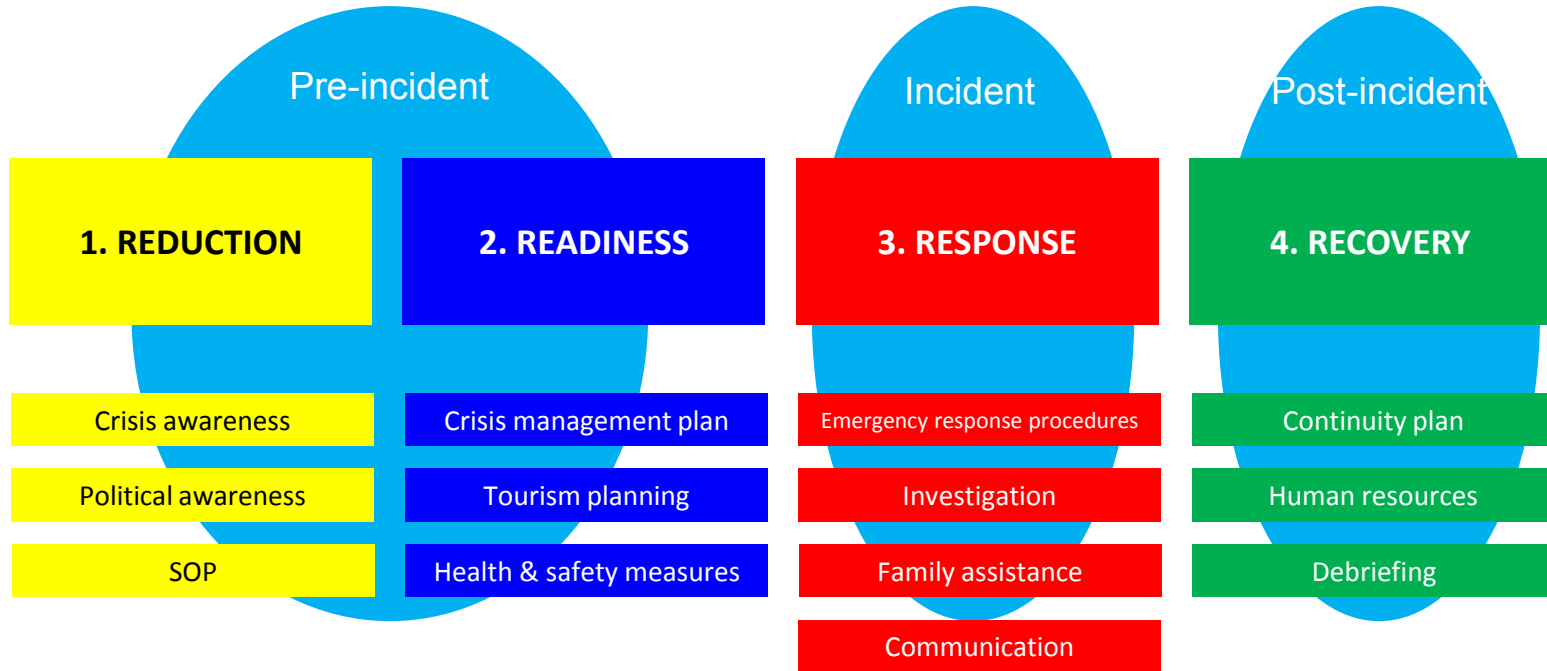 Pre-incident
Incident
Post-incident
1. REDUCTION
2. READINESS
3. RESPONSE
4. RECOVERY
Crisis awareness
Crisis management plan
Emergency response procedures
Continuity plan
Political awareness
Tourism planning
Investigation
Human resources
SOP
Health & safety measures
Family assistance
Debriefing
Communication